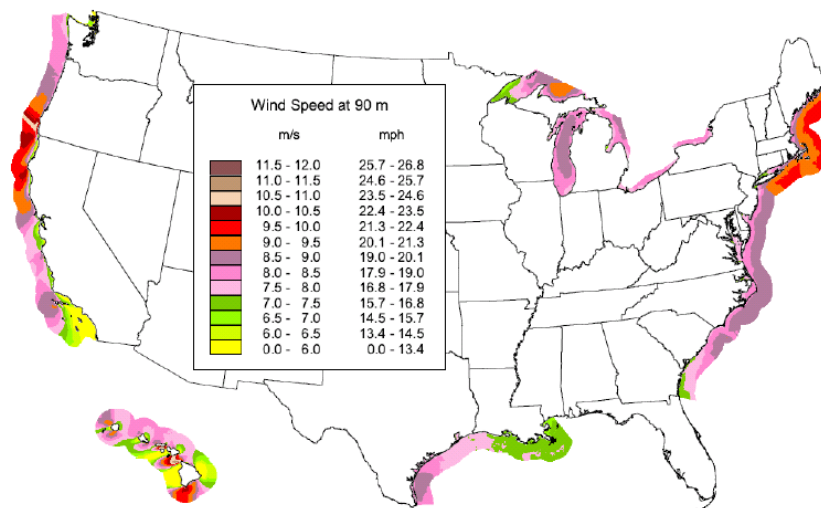 Wind Speed at 90 m
m/s mph
11.5 - 12.0 25.7 - 26.8
11.0 - 11.5 24.6 - 25.7
10.5 - 11.0 23.5 - 24.6
10.0 - 10.5 22.4 - 23.5
9.5 - 10.0 21.3 - 22.4
9.0 - 9.5 20.1 - 21.3
8.5 - 9.0 19.0 - 20.1
8.0 - 8.5 17.9 - 19.0
7.5 - 8.0 16.8 - 17.9
7.0 - 7.5 15.7 - 16.8
6.5 - 7.0 14.5 - 15.7
6.0 - 6.5 13.4 - 14.5
0.0 - 6.0 0.0 - 13.4